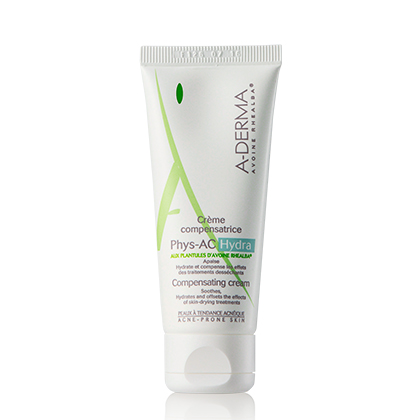 A-DERMA
AVOINE RHEALBA®
Crème
compensatrice
Phys-AC Hydra
AUX PLANTULES D'AVOINE RHEALBA®
Apaise
Hydrate et compense les effets
des traitements desséchants
Compensating cream
Soothes,
Hydrates and offsets the effects
of skin-drying treatments
PEAUX À TENDANCE ACNÉIQUE
ACNE-PRONE SKIN